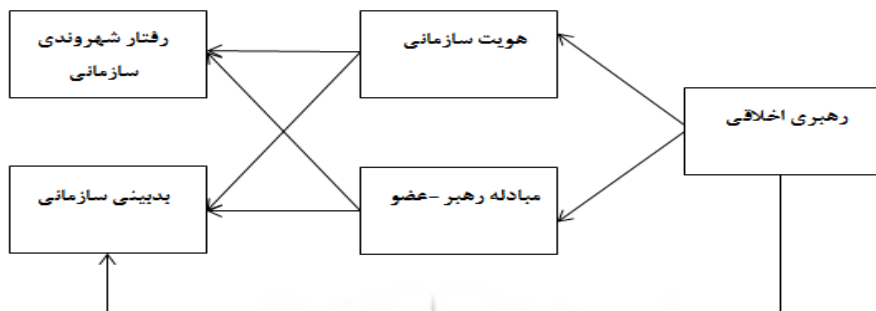 هویت سازمانی
رفتار شهروندی
سازمانی
رهبری اخلاقی
مبادله رهبر -عضو
بدبینی سازمانی